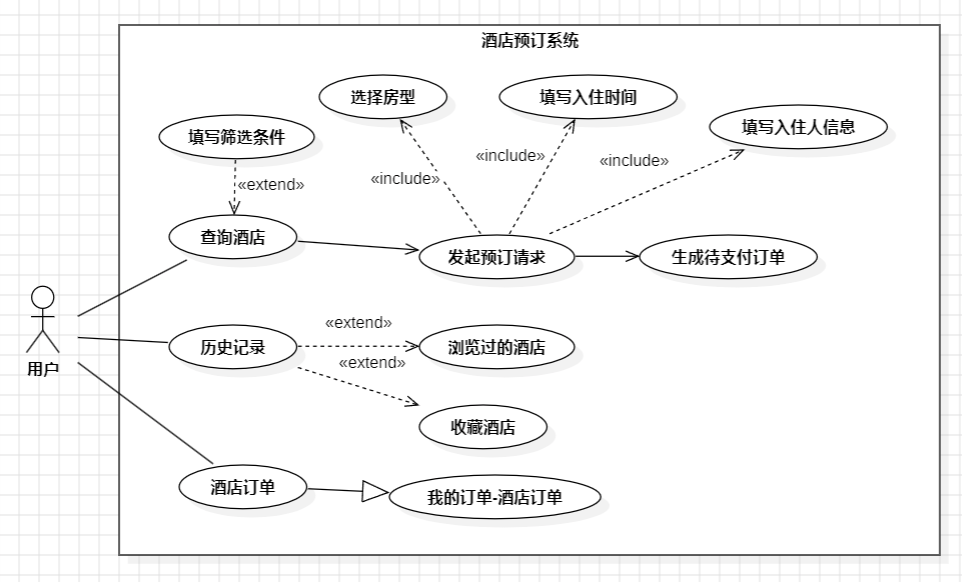 酒店预订系统
选择房型
填写入住时间
填写入住人信息
填写筛选条件
«include»
«include»
«include»
«extend»
查询酒店
发起预订请求
生成待支付订单
用户
历史记录
«extend»
浏览过的酒店
«extend»
收藏酒店
酒店订单
我的订单-酒店订单